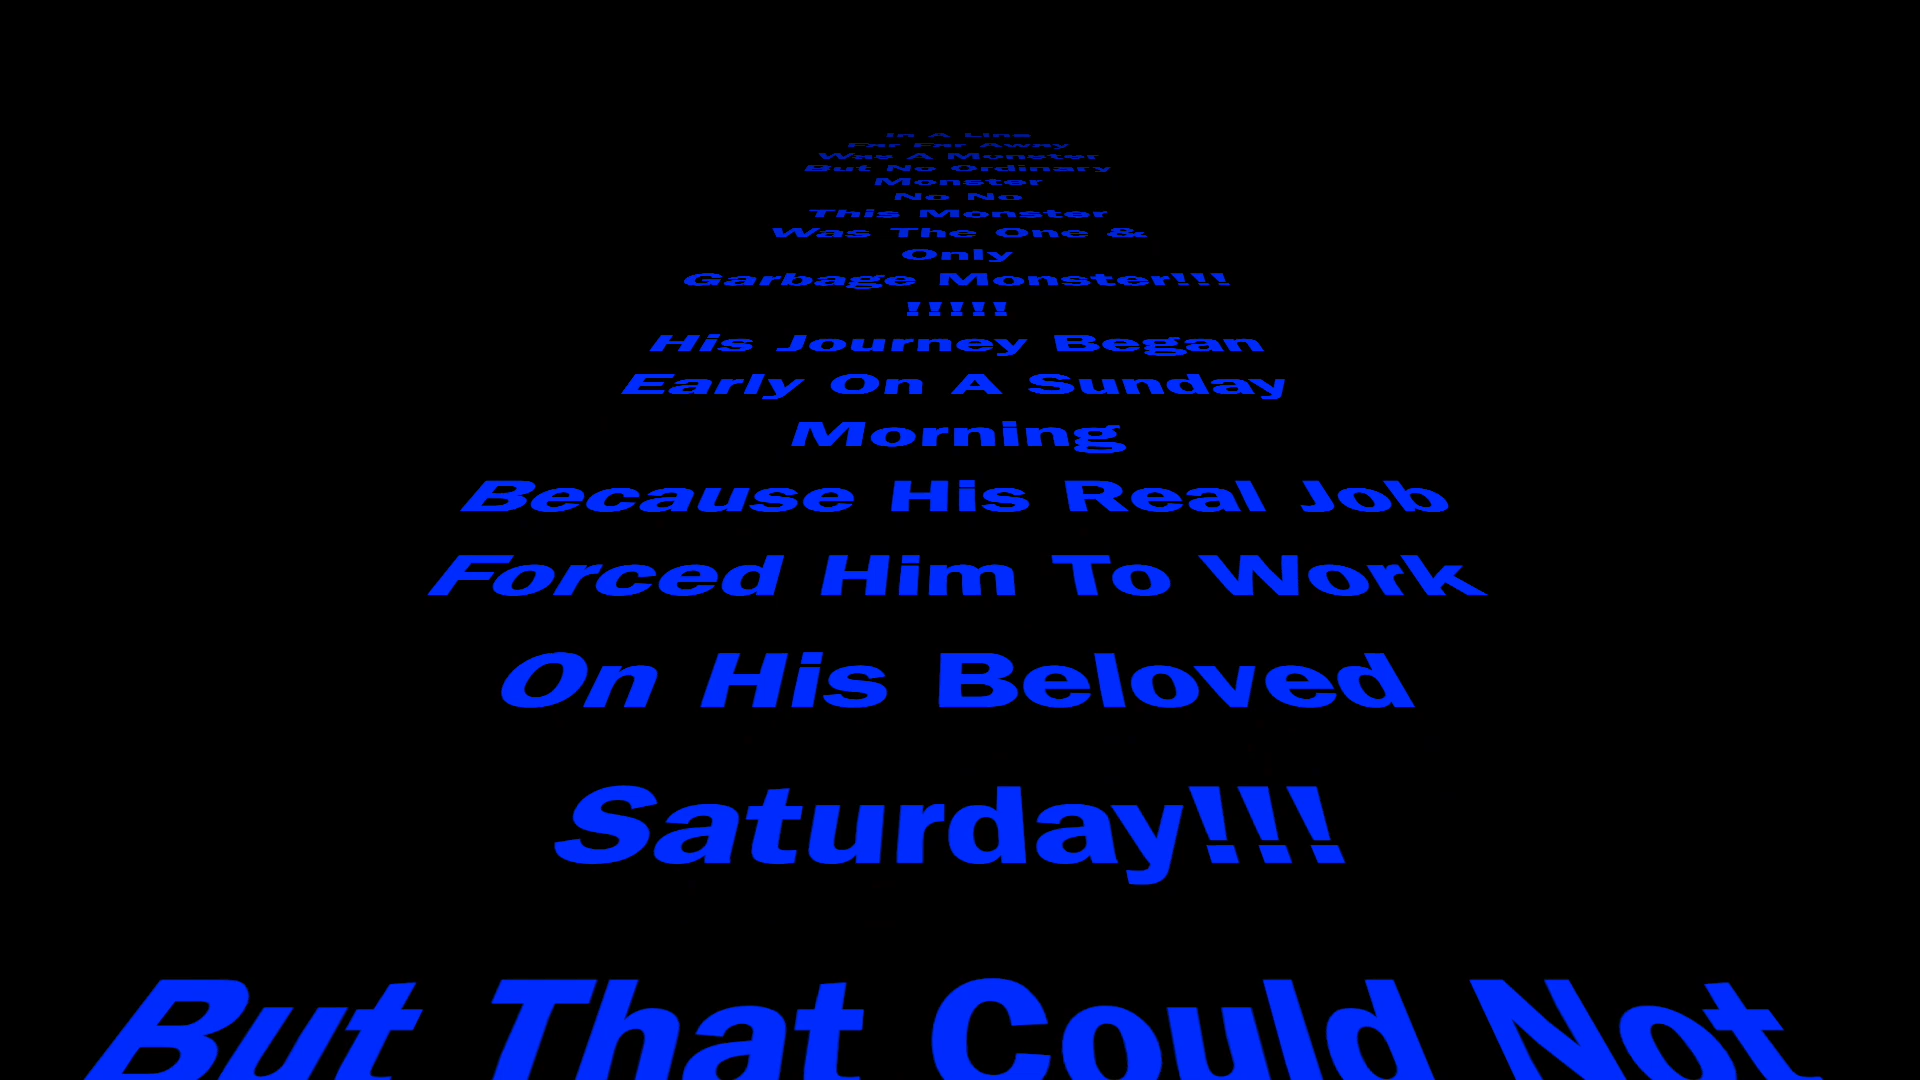 In A Line
Far Far Away
Was A Monster
But No Ordinary
Monster
No No
This Monster
Was The One &
Only
Garbage Monster!!!
!!!!!
His Journey Began
Early On A Sunday
Morning
Because His Real Job
Forced Him To Work
On His Beloved
Saturday!!!
But That Could Not